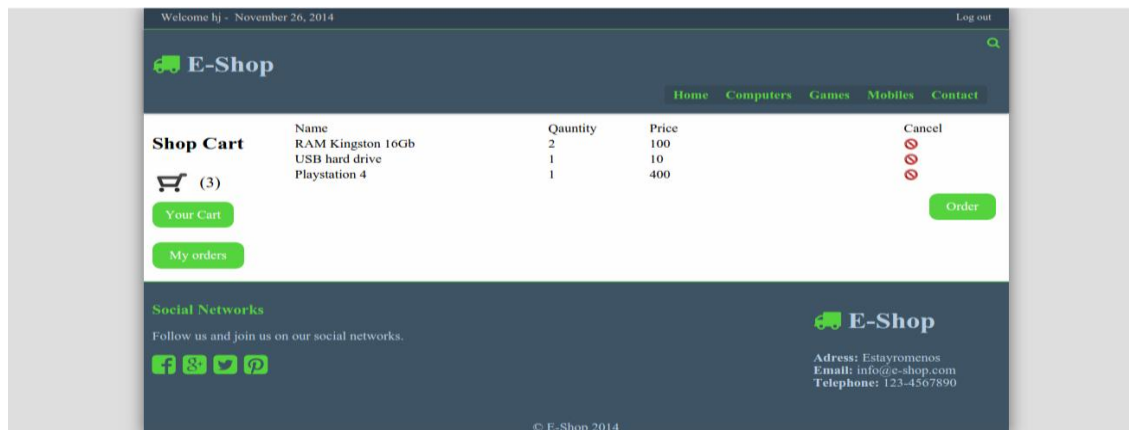 Welcome hj - November 26, 2014
Log out
E-Shop
Home Computers Games Mobiles Contact
Shop Cart
(3)
Your Cart
My orders
Name Qauntity Price Cancel
RAM Kingston 16Gb 2 100
USB hard drive 1 10
Playstation 4 1 400
Order
Social Networks
Follow us and join us on our social networks.
E-Shop
Adress: Estayromenos
Email: info@e-shop.com
Telephone: 123-4567890
© E-Shop 2014